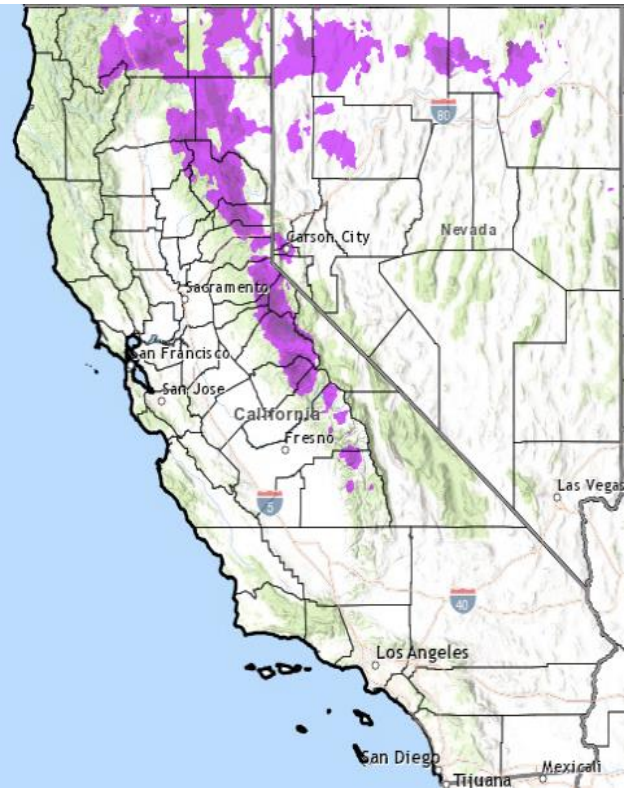 80
Carson City
Nevada
Sacramento
San Francisco
San Jose
California
Fresno
Las Vegas
5
40
Los Angeles
San Diego
Mexicali
Tijuana